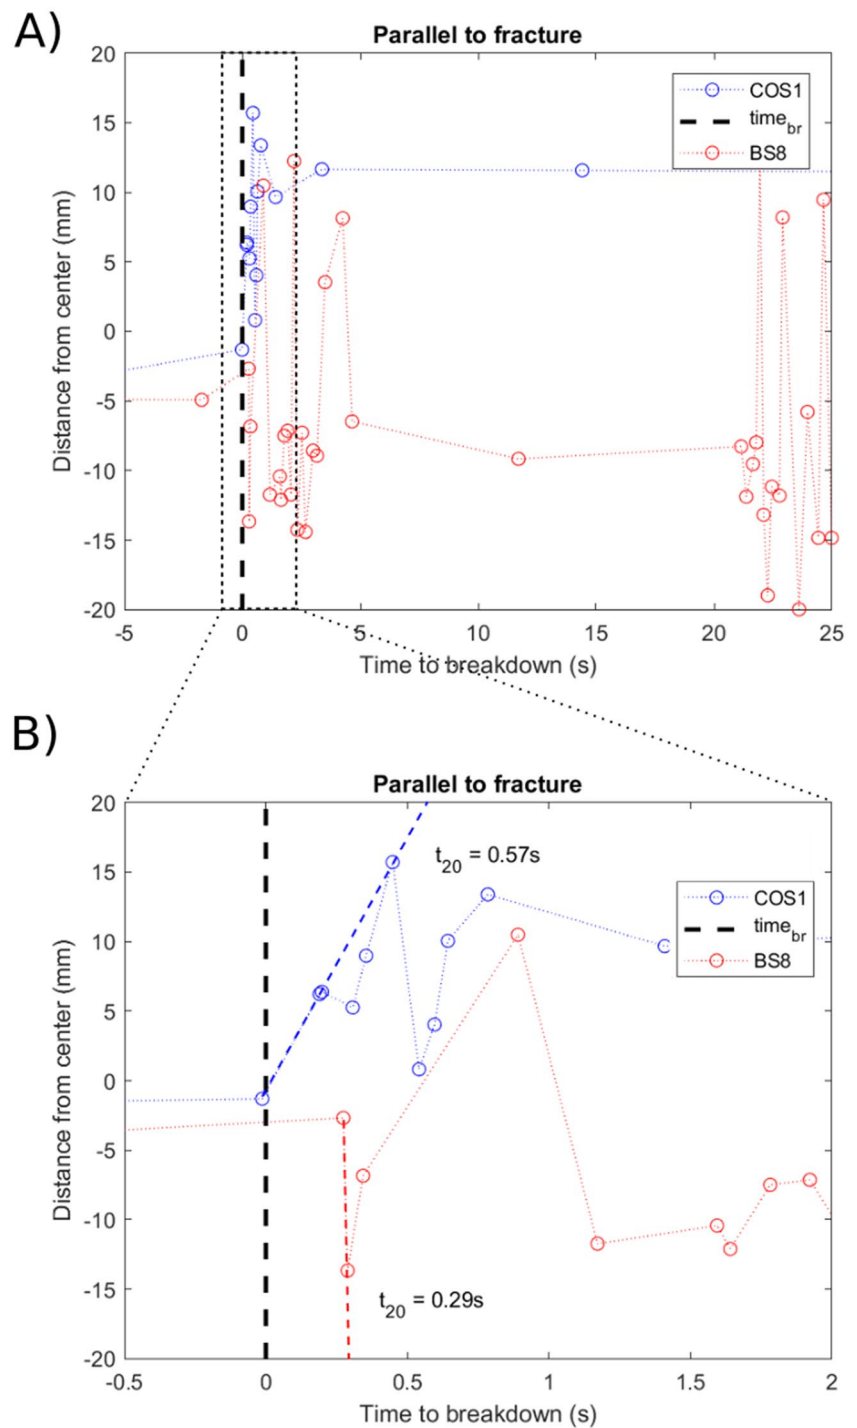 A)
Parallel to fracture
20
15
10
5
0
-5
-10
-15
-20
Distance from center (mm)
COS1
time_br
BS8
-5 0 5 10 15 20 25
Time to breakdown (s)
B)
Parallel to fracture
20
15
10
5
0
-5
-10
-15
-20
Distance from center (mm)
t_20 = 0.57s
COS1
time_br
BS8
t_20 = 0.29s
-0.5 0 0.5 1 1.5 2
Time to breakdown (s)